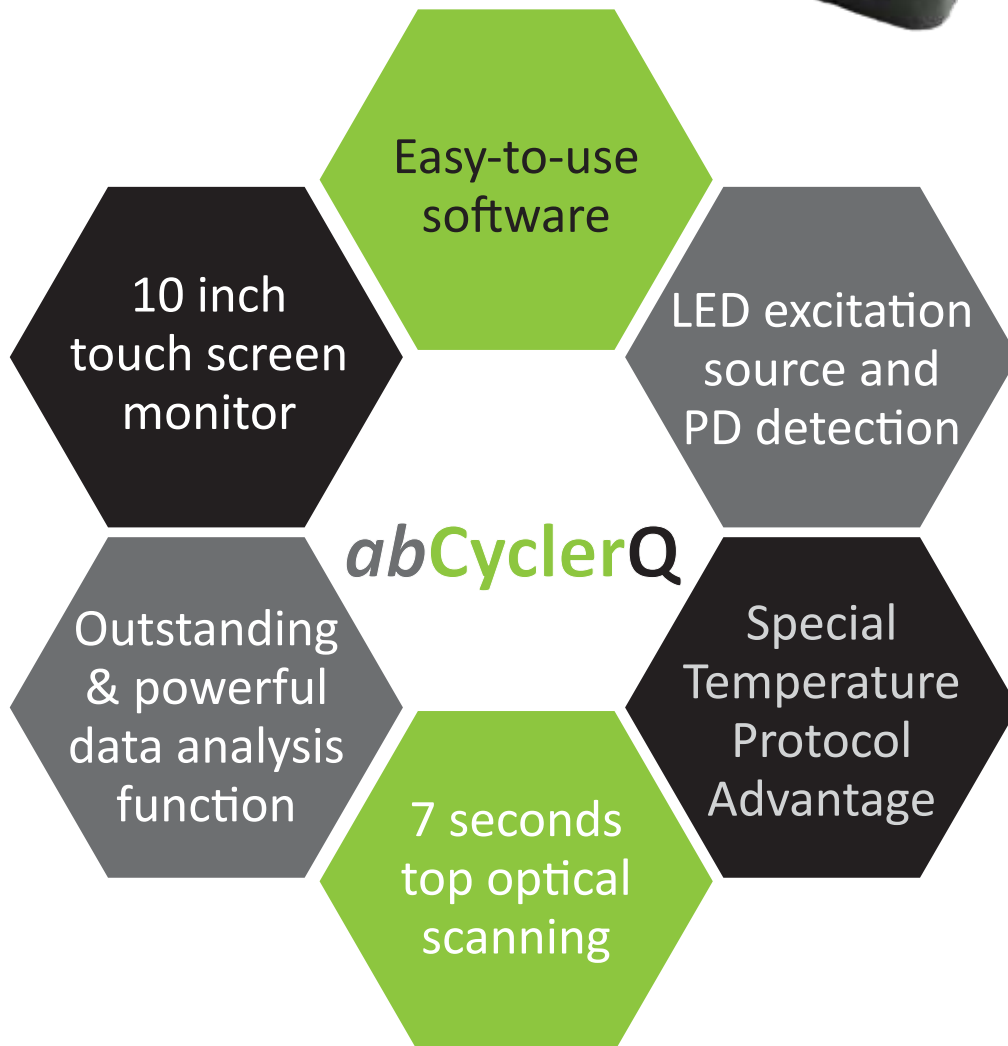 Easy-to-use
software
10 inch
touch screen
monitor
LED excitation
source and
PD detection
abCyclerQ
Outstanding
& powerful
data analysis
function
Special
Temperature
Protocol
Advantage
7 seconds
top optical
scanning